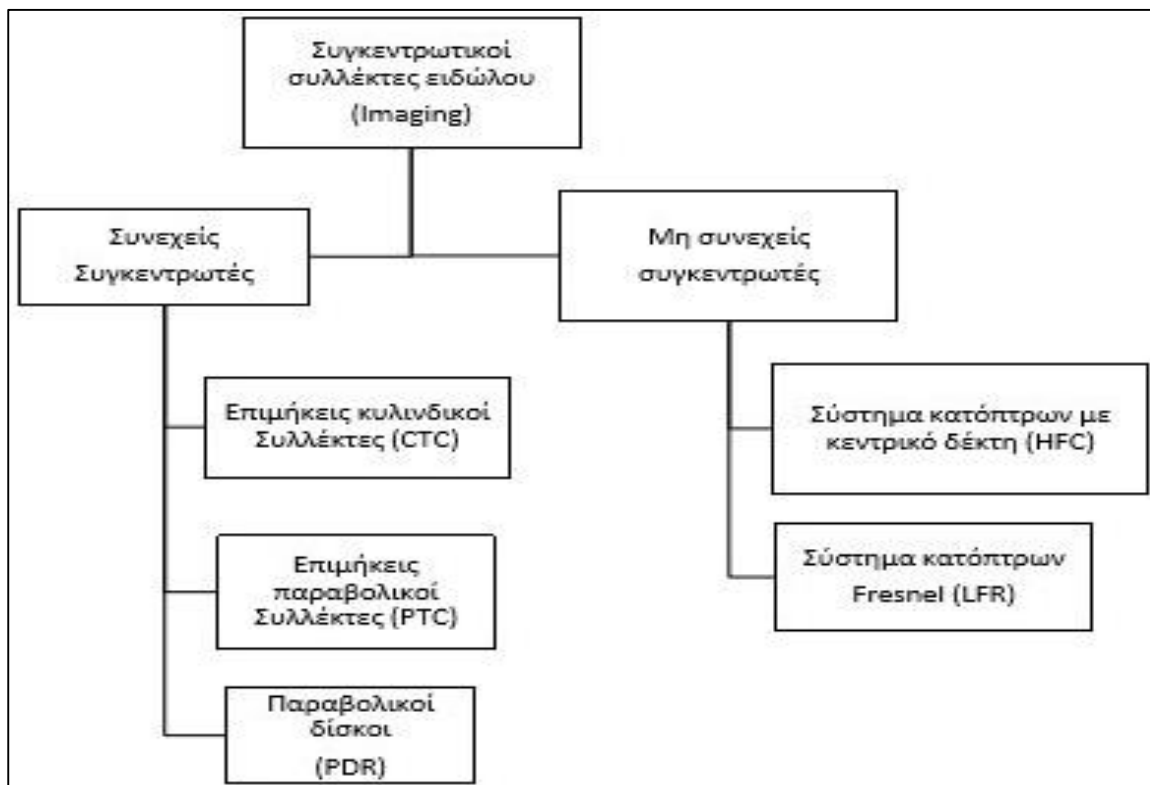 Συγκεντρωτικοί
συλλέκτες ειδώλου
(Imaging)
Συνεχείς
Συγκεντρωτές
Μη συνεχείς
συγκεντρωτές
Επιμήκεις κυλινδικοί
Συλλέκτες (CTC)
Σύστημα κατόπτρων με
κεντρικό δέκτη (HFC)
Επιμήκεις
παραβολικοί
Συλλέκτες (PTC)
Σύστημα κατόπτρων
Fresnel (LFR)
Παραβολικοί
δίσκοι
(PDR)